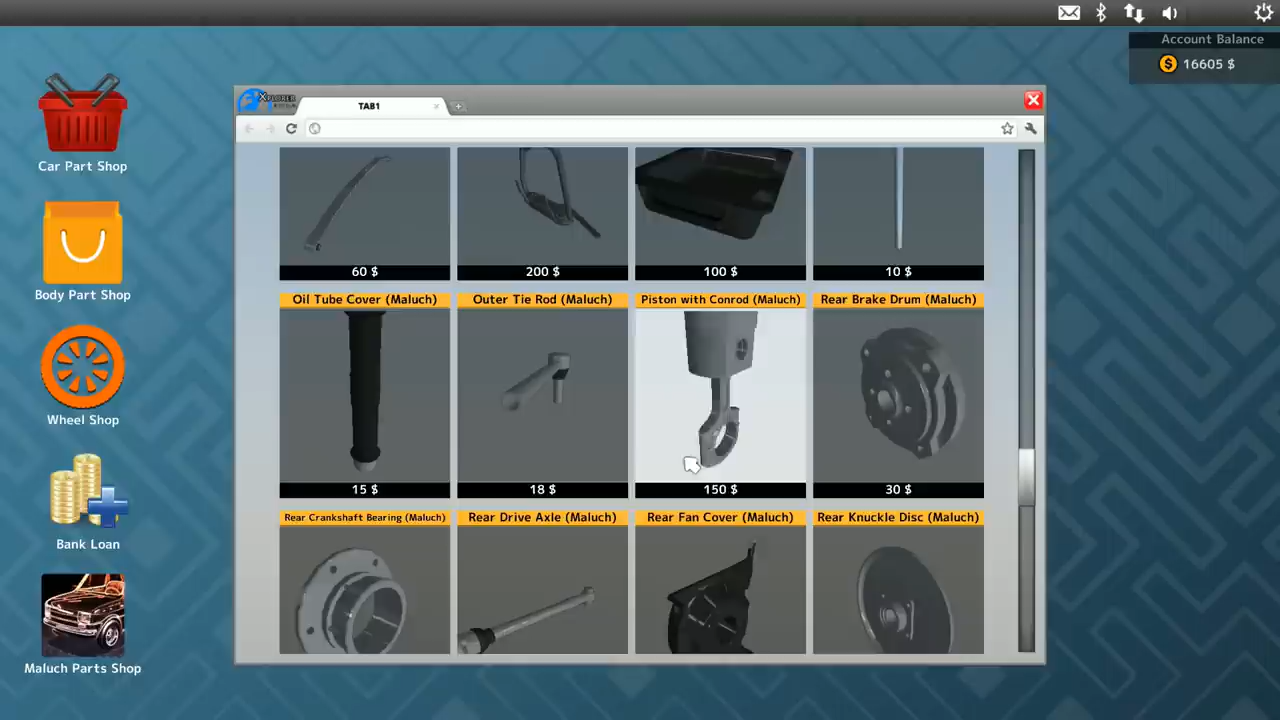 Account Balance
$ 16605 $
Car Part Shop
Body Part Shop
Wheel Shop
Bank Loan
Maluch Parts Shop
XPLORER
TAB1
60 $
200 $
100 $
10 $
Oil Tube Cover (Maluch)
Outer Tie Rod (Maluch)
Piston with Conrod (Maluch)
Rear Brake Drum (Maluch)
15 $
18 $
150 $
30 $
Rear Crankshaft Bearing (Maluch)
Rear Drive Axle (Maluch)
Rear Fan Cover (Maluch)
Rear Knuckle Disc (Maluch)